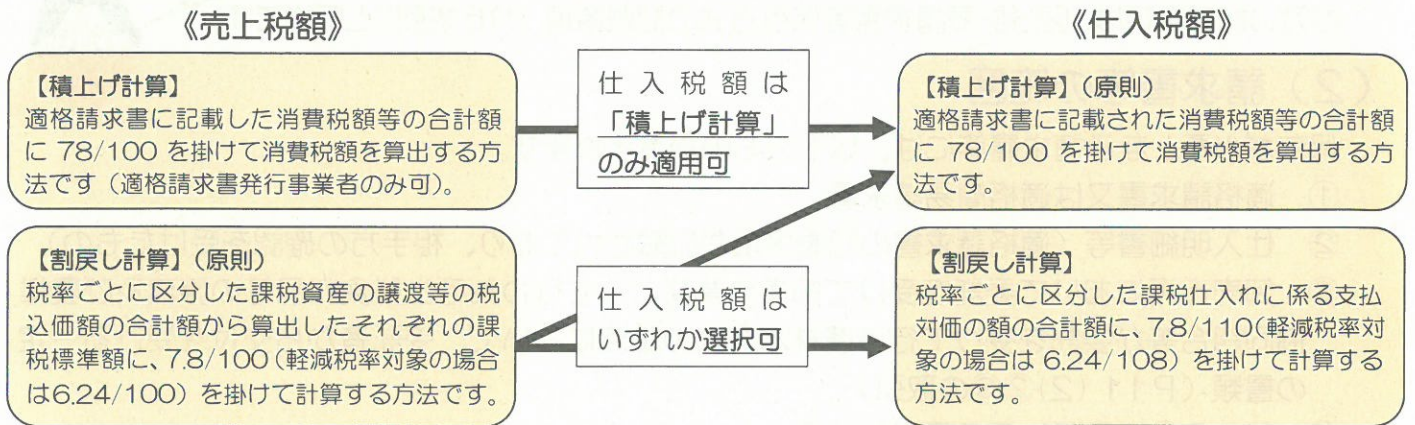 《売上税額》
《仕入税額》
【積上げ計算】
適格請求書に記載した消費税額等の合計額
に 78/100 を掛けて消費税額を算出する方
法です（適格請求書発行事業者のみ可）。
仕入税額は
「積上げ計算」
のみ適用可
【積上げ計算】（原則）
適格請求書に記載された消費税額等の合計額
に 78/100 を掛けて消費税額を算出する方
法です。
【割戻し計算】（原則）
税率ごとに区分した課税資産の譲渡等の税
込価額の合計額から算出したそれぞれの課
税標準額に、7.8/100（軽減税率対象の場合
は6.24/100）を掛けて計算する方法です。
仕入税額は
いずれか選択可
【割戻し計算】
税率ごとに区分した課税仕入れに係る支払
対価の額の合計額に、7.8/110（軽減税率対
象の場合は 6.24/108）を掛けて計算する
方法です。